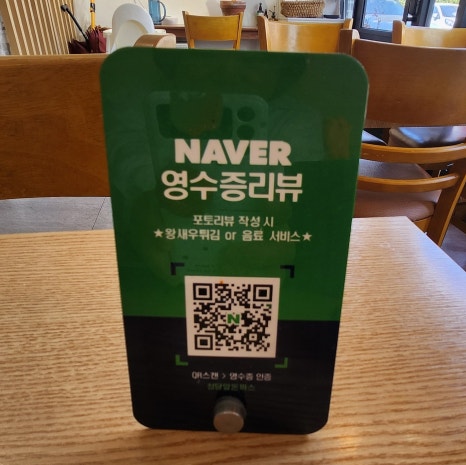 NAVER
영수증리뷰
포토리뷰 작성 시
★왕새우튀김 or 음료 서비스★
N
QR스캔 > 영수증 인증